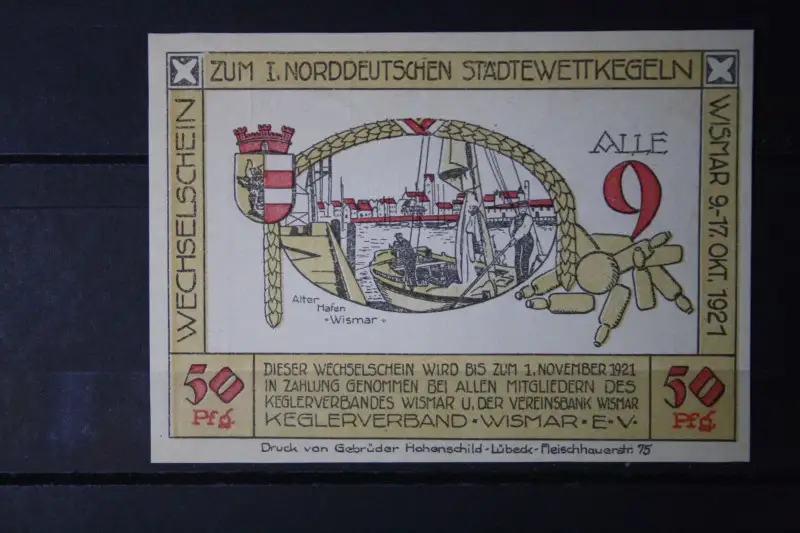 ZUM I. NORDDEUTSCHEN STÄDTEWETTKEGELN
WECHSELSCHEIN
WISMAR 9.-17. OKT. 1921
ALLE
9
Alter
Hafen
-Wismar-
50
Pfg.
DIESER WECHSELSCHEIN WIRD BIS ZUM 1. NOVEMBER 1921
IN ZAHLUNG GENOMMEN BEI ALLEN MITGLIEDERN DES
KEGLERVERBANDES WISMAR U. DER VEREINSBANK WISMAR
KEGLERVERBAND · WISMAR · E · V ·
50
Pfg.
Druck von Gebrüder Hohenschild - Lübeck - Fleischhauerstr. 75